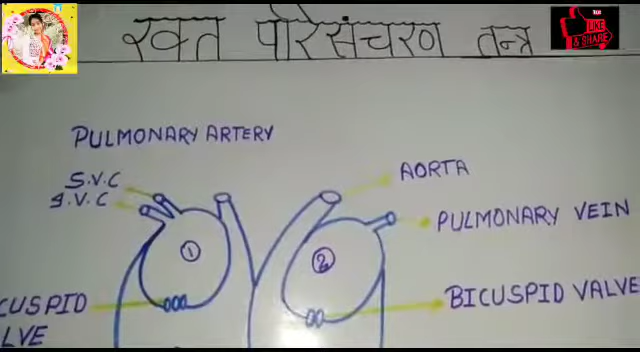 रक्त परिसंचरण तन्त्र
LIKE
& SHARE
PULMONARY ARTERY
S.V.C
I.V.C
AORTA
PULMONARY VEIN
1
2
CUSPID
LVE
BICUSPID VALVE